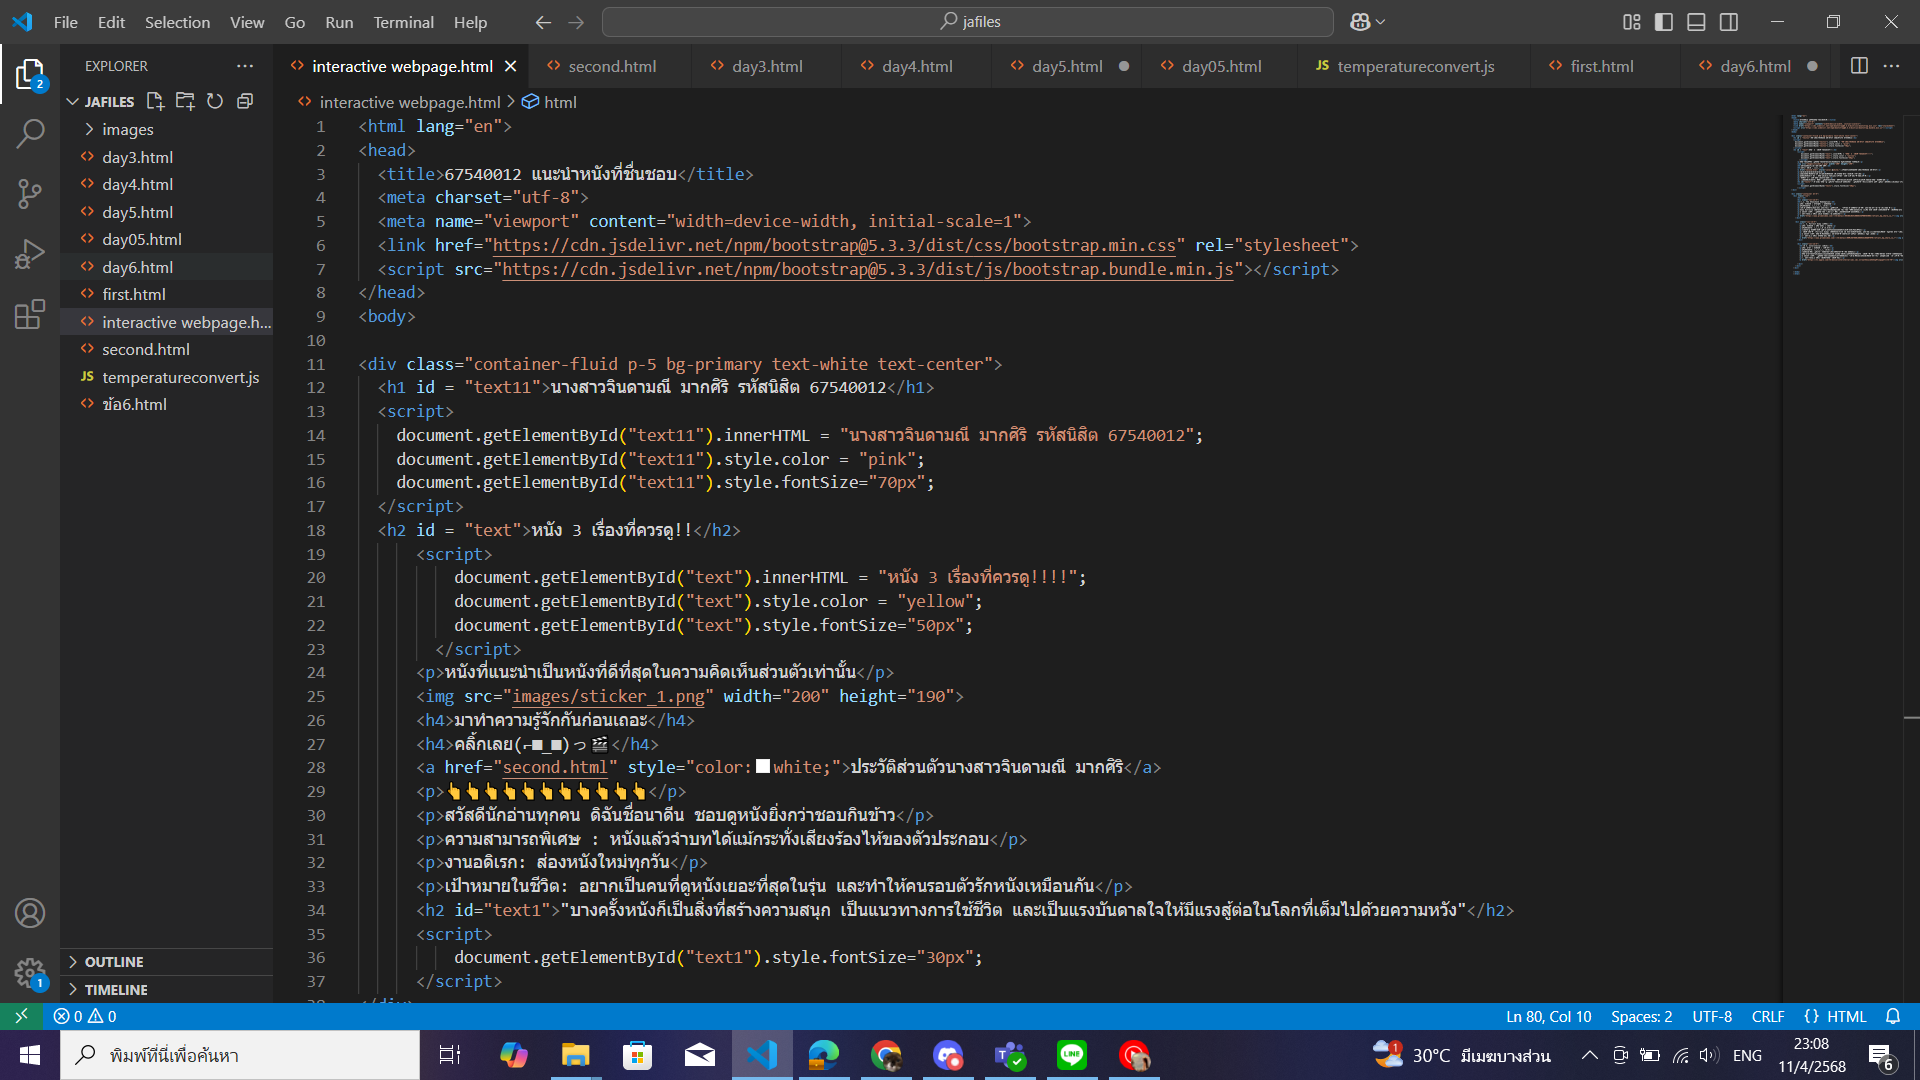 File Edit Selection View Go Run Terminal Help
jafiles
EXPLORER
JAFILES
images
day3.html
day4.html
day5.html
day05.html
day6.html
first.html
interactive webpage.h...
second.html
JS temperatureconvert.js
ข้อ6.html
OUTLINE
TIMELINE
2
1
interactive webpage.html second.html day3.html day4.html day5.html day05.html JS temperatureconvert.js first.html day6.html
interactive webpage.html > html
1 <html lang="en">
2 <head>
3 <title>67540012 แนะนำหนังที่ชื่นชอบ</title>
4 <meta charset="utf-8">
5 <meta name="viewport" content="width=device-width, initial-scale=1">
6 <link href="https://cdn.jsdelivr.net/npm/bootstrap@5.3.3/dist/css/bootstrap.min.css" rel="stylesheet">
7 <script src="https://cdn.jsdelivr.net/npm/bootstrap@5.3.3/dist/js/bootstrap.bundle.min.js"></script>
8 </head>
9 <body>
10
11 <div class="container-fluid p-5 bg-primary text-white text-center">
12 <h1 id = "text11">นางสาวจินดามณี มากศิริ รหัสนิสิต 67540012</h1>
13 <script>
14 document.getElementById("text11").innerHTML = "นางสาวจินดามณี มากศิริ รหัสนิสิต 67540012";
15 document.getElementById("text11").style.color = "pink";
16 document.getElementById("text11").style.fontSize="70px";
17 </script>
18 <h2 id = "text">หนัง 3 เรื่องที่ควรดู!!</h2>
19 <script>
20 document.getElementById("text").innerHTML = "หนัง 3 เรื่องที่ควรดู!!!!";
21 document.getElementById("text").style.color = "yellow";
22 document.getElementById("text").style.fontSize="50px";
23 </script>
24 <p>หนังที่แนะนำเป็นหนังที่ดีที่สุดในความคิดเห็นส่วนตัวเท่านั้น</p>
25 <img src="images/sticker_1.png" width="200" height="190">
26 <h4>มาทำความรู้จักกันก่อนเถอะ</h4>
27 <h4>คลิ้กเลย(⌐■_■)っ🎬</h4>
28 <a href="second.html" style="color:white;">ประวัติส่วนตัวนางสาวจินดามณี มากศิริ</a>
29 <p>👆👆👆👆👆👆👆👆👆👆👆</p>
30 <p>สวัสดีนักอ่านทุกคน ดิฉันชื่อนาดีน ชอบดูหนังยิ่งกว่าชอบกินข้าว</p>
31 <p>ความสามารถพิเศษ : หนังแล้วจำบทได้แม้กระทั่งเสียงร้องไห้ของตัวประกอบ</p>
32 <p>งานอดิเรก: ส่องหนังใหม่ทุกวัน</p>
33 <p>เป้าหมายในชีวิต: อยากเป็นคนที่ดูหนังเยอะที่สุดในรุ่น และทำให้คนรอบตัวรักหนังเหมือนกัน</p>
34 <h2 id="text1">"บางครั้งหนังก็เป็นสิ่งที่สร้างความสนุก เป็นแนวทางการใช้ชีวิต และเป็นแรงบันดาลใจให้มีแรงสู้ต่อในโลกที่เต็มไปด้วยความหวัง"</h2>
35 <script>
36 document.getElementById("text1").style.fontSize="30px";
37 </script>
38 </div>
0 0 Ln 80, Col 10 Spaces: 2 UTF-8 CRLF {} HTML
พิมพ์ที่นี่เพื่อค้นหา
1 30°C มีเมฆบางส่วน ENG
23:08
11/4/2568
6